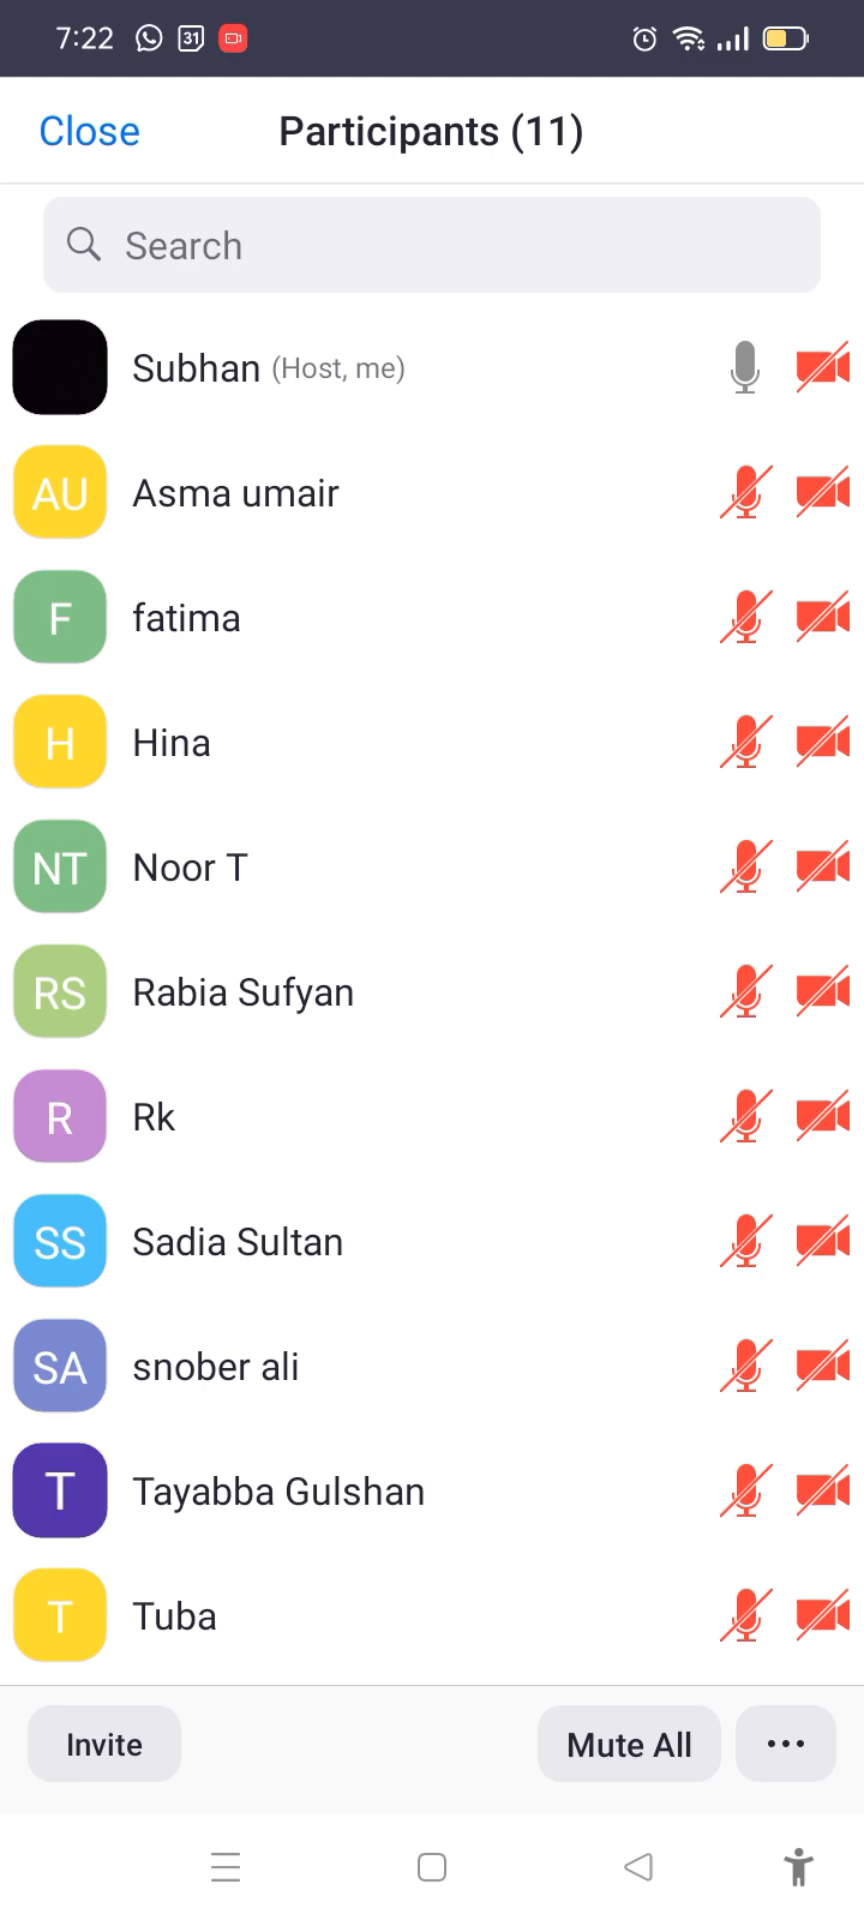 7:22 31
Close Participants (11)
Search
Subhan (Host, me)
AU Asma umair
F fatima
H Hina
NT Noor T
RS Rabia Sufyan
R Rk
SS Sadia Sultan
SA snober ali
T Tayabba Gulshan
T Tuba
Invite Mute All ...